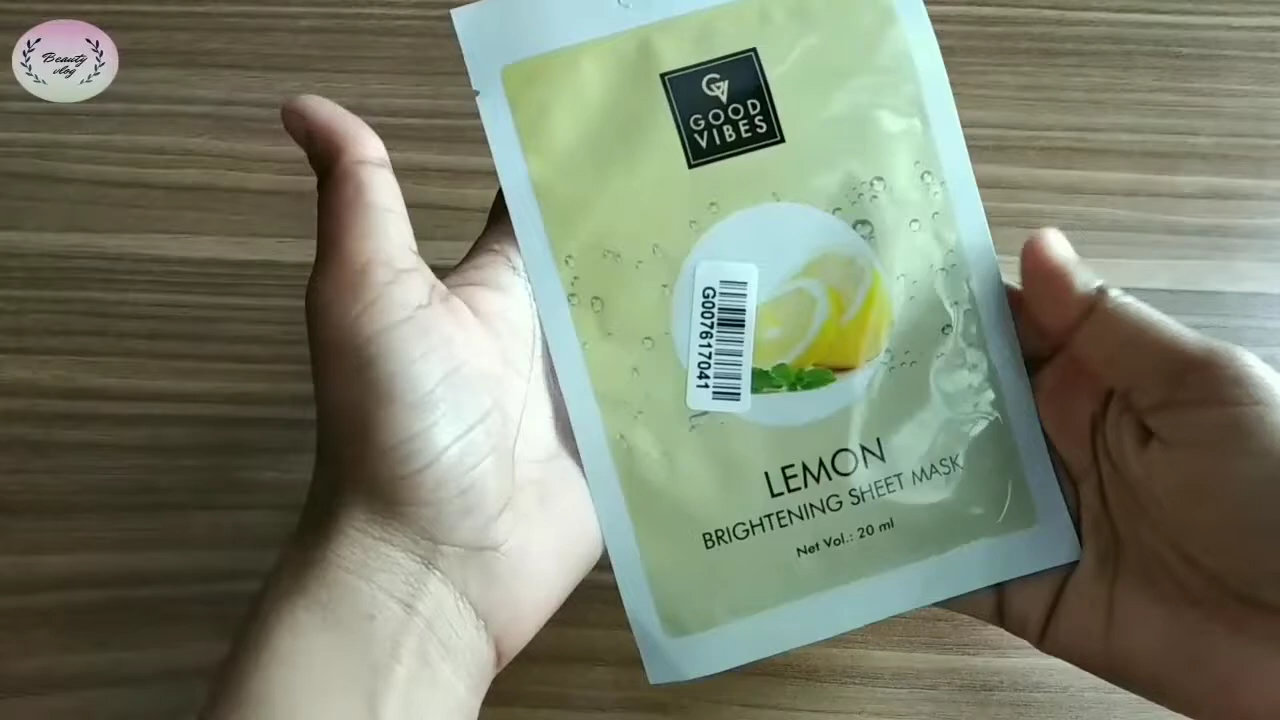 Beauty
vlog
GV
GOOD
VIBES
G007617041
LEMON
BRIGHTENING SHEET MASK
Net Vol.: 20 ml